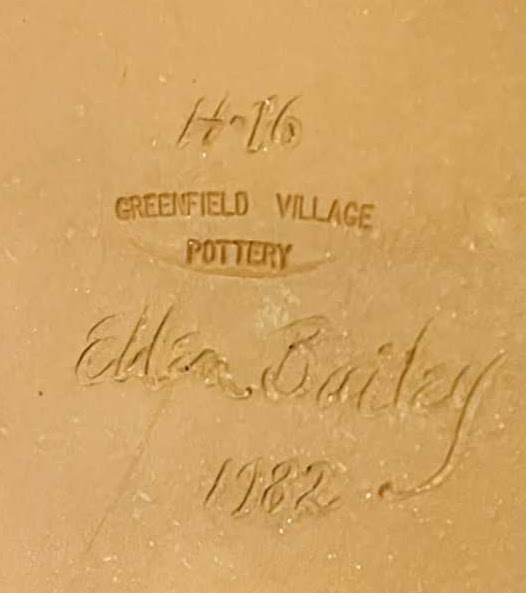 H-16
GREENFIELD VILLAGE
POTTERY
Ellen Bailey
1982